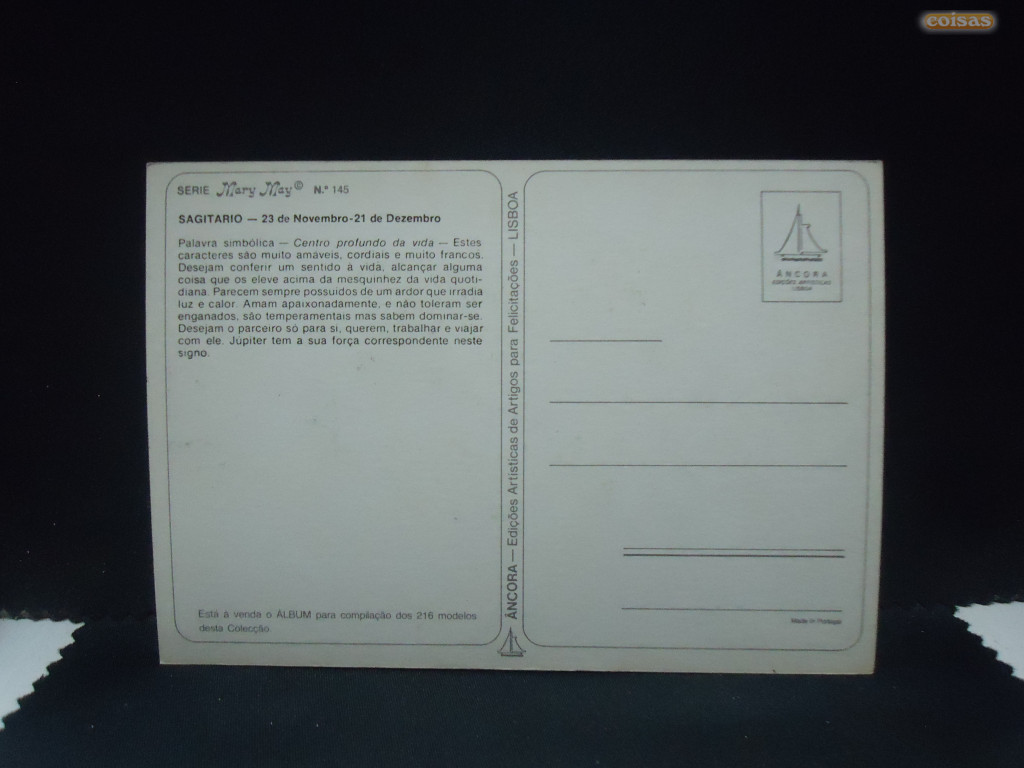 coisas
SERIE Mary May© N.º 145
SAGITARIO — 23 de Novembro-21 de Dezembro
Palavra simbólica — Centro profundo da vida — Estes
caracteres são muito amáveis, cordiais e muito francos.
Desejam conferir um sentido à vida, alcançar alguma
coisa que os eleve acima da mesquinhez da vida quoti-
diana. Parecem sempre possuidos de um ardor que irradia
luz e calor. Amam apaixonadamente, e não toleram ser
enganados, são temperamentais mas sabem dominar-se.
Desejam o parceiro só para si, querem, trabalhar e viajar
com ele. Júpiter tem a sua força correspondente neste
signo.
Está à venda o ÁLBUM para compilação dos 216 modelos
desta Colecção
ÂNCORA — Edições Artísticas de Artigos para Felicitações — LISBOA
ÂNCORA
EDIÇÕES ARTÍSTICAS
LISBOA
Made in Portugal